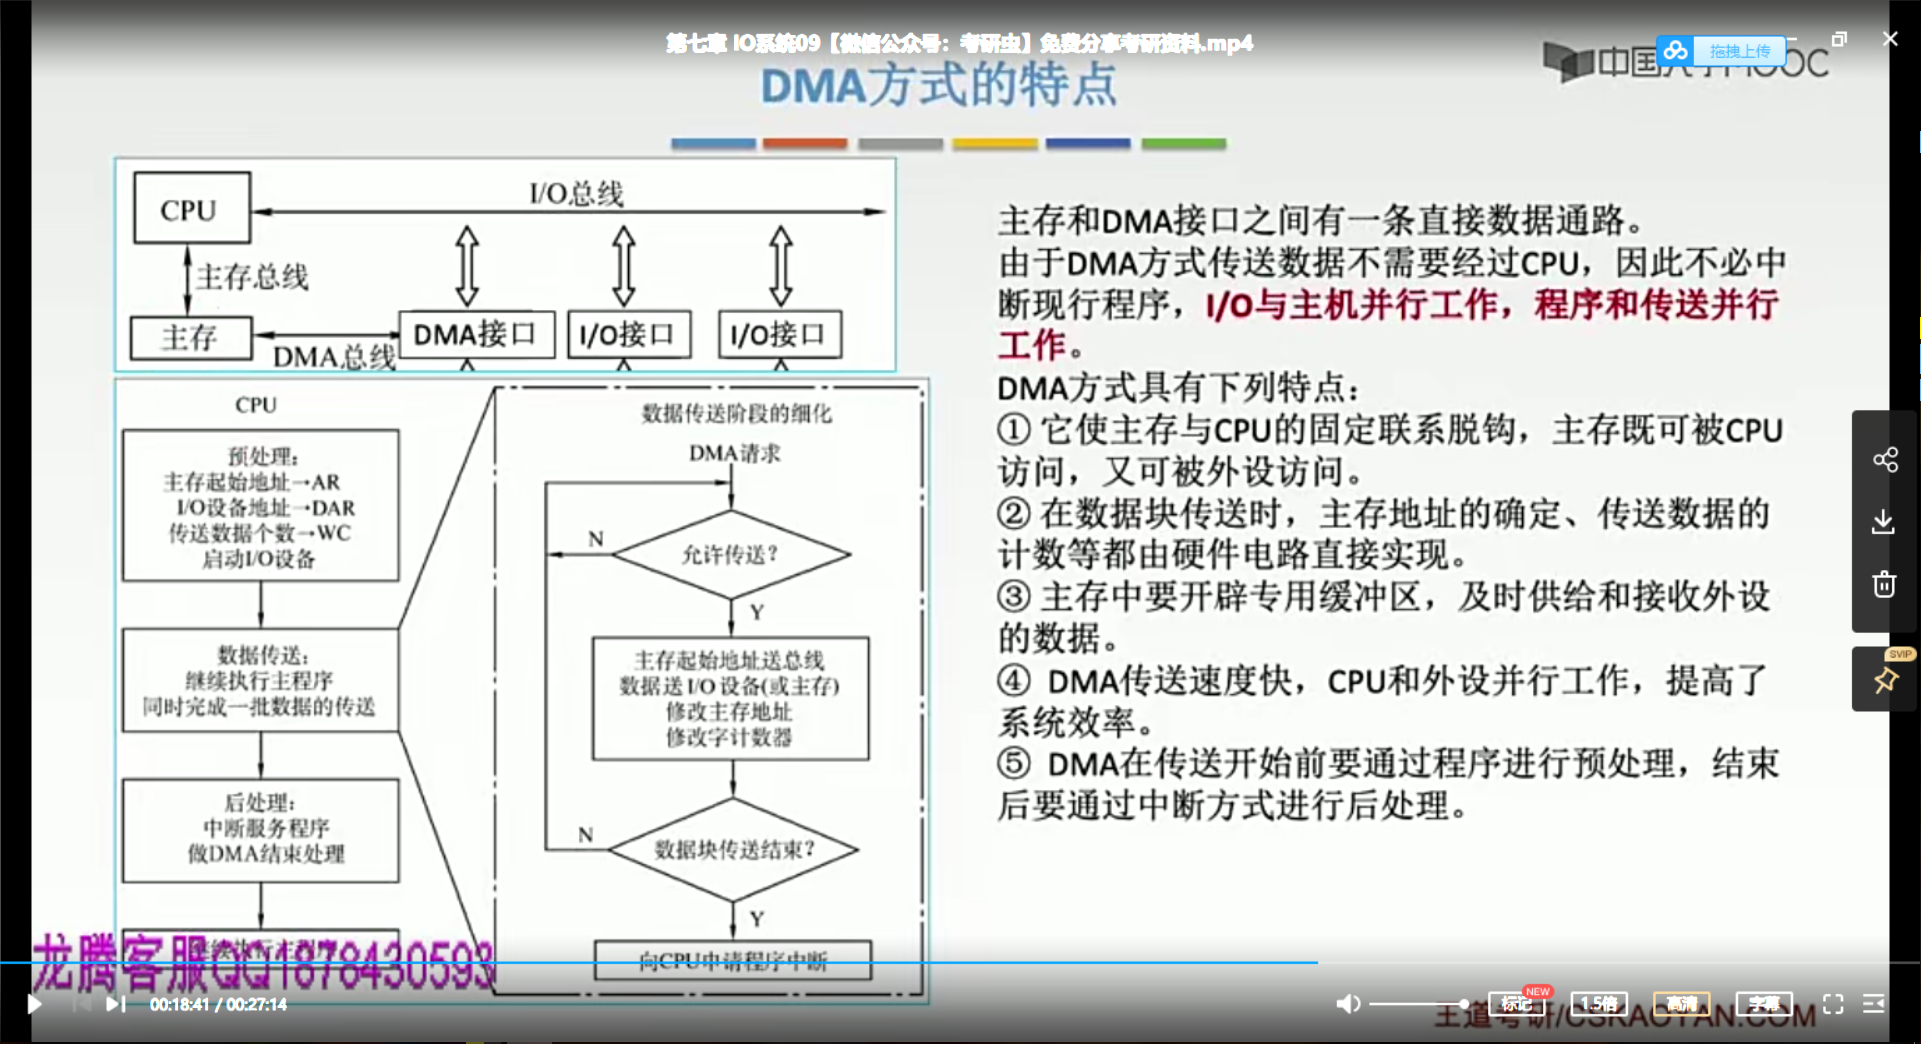 第七章 IO系统09【微信公众号：考研虫】免费分享考研资料.mp4
拖拽上传
DMA方式的特点
CPU
I/O总线
主存总线
主存
DMA总线
DMA接口
I/O接口
I/O接口
CPU
预处理：
主存起始地址→AR
I/O设备地址→DAR
传送数据个数→WC
启动I/O设备
数据传送：
继续执行主程序
同时完成一批数据的传送
后处理：
中断服务程序
做DMA结束处理
继续执行主程序
数据传送阶段的细化
DMA请求
允许传送？
N
Y
主存起始地址送总线
数据送I/O设备(或主存)
修改主存地址
修改字计数器
数据块传送结束？
N
Y
向CPU申请程序中断
主存和DMA接口之间有一条直接数据通路。
由于DMA方式传送数据不需要经过CPU，因此不必中
断现行程序，I/O与主机并行工作，程序和传送并行
工作。
DMA方式具有下列特点：
① 它使主存与CPU的固定联系脱钩，主存既可被CPU
访问，又可被外设访问。
② 在数据块传送时，主存地址的确定、传送数据的
计数等都由硬件电路直接实现。
③ 主存中要开辟专用缓冲区，及时供给和接收外设
的数据。
④ DMA传送速度快，CPU和外设并行工作，提高了
系统效率。
⑤ DMA在传送开始前要通过程序进行预处理，结束
后要通过中断方式进行后处理。
SVIP
龙腾客服QQ1878430593
00:18:41 / 00:27:14
标记
NEW
1.5倍
高清
字幕
王道考研/CSKAOYAN.COM